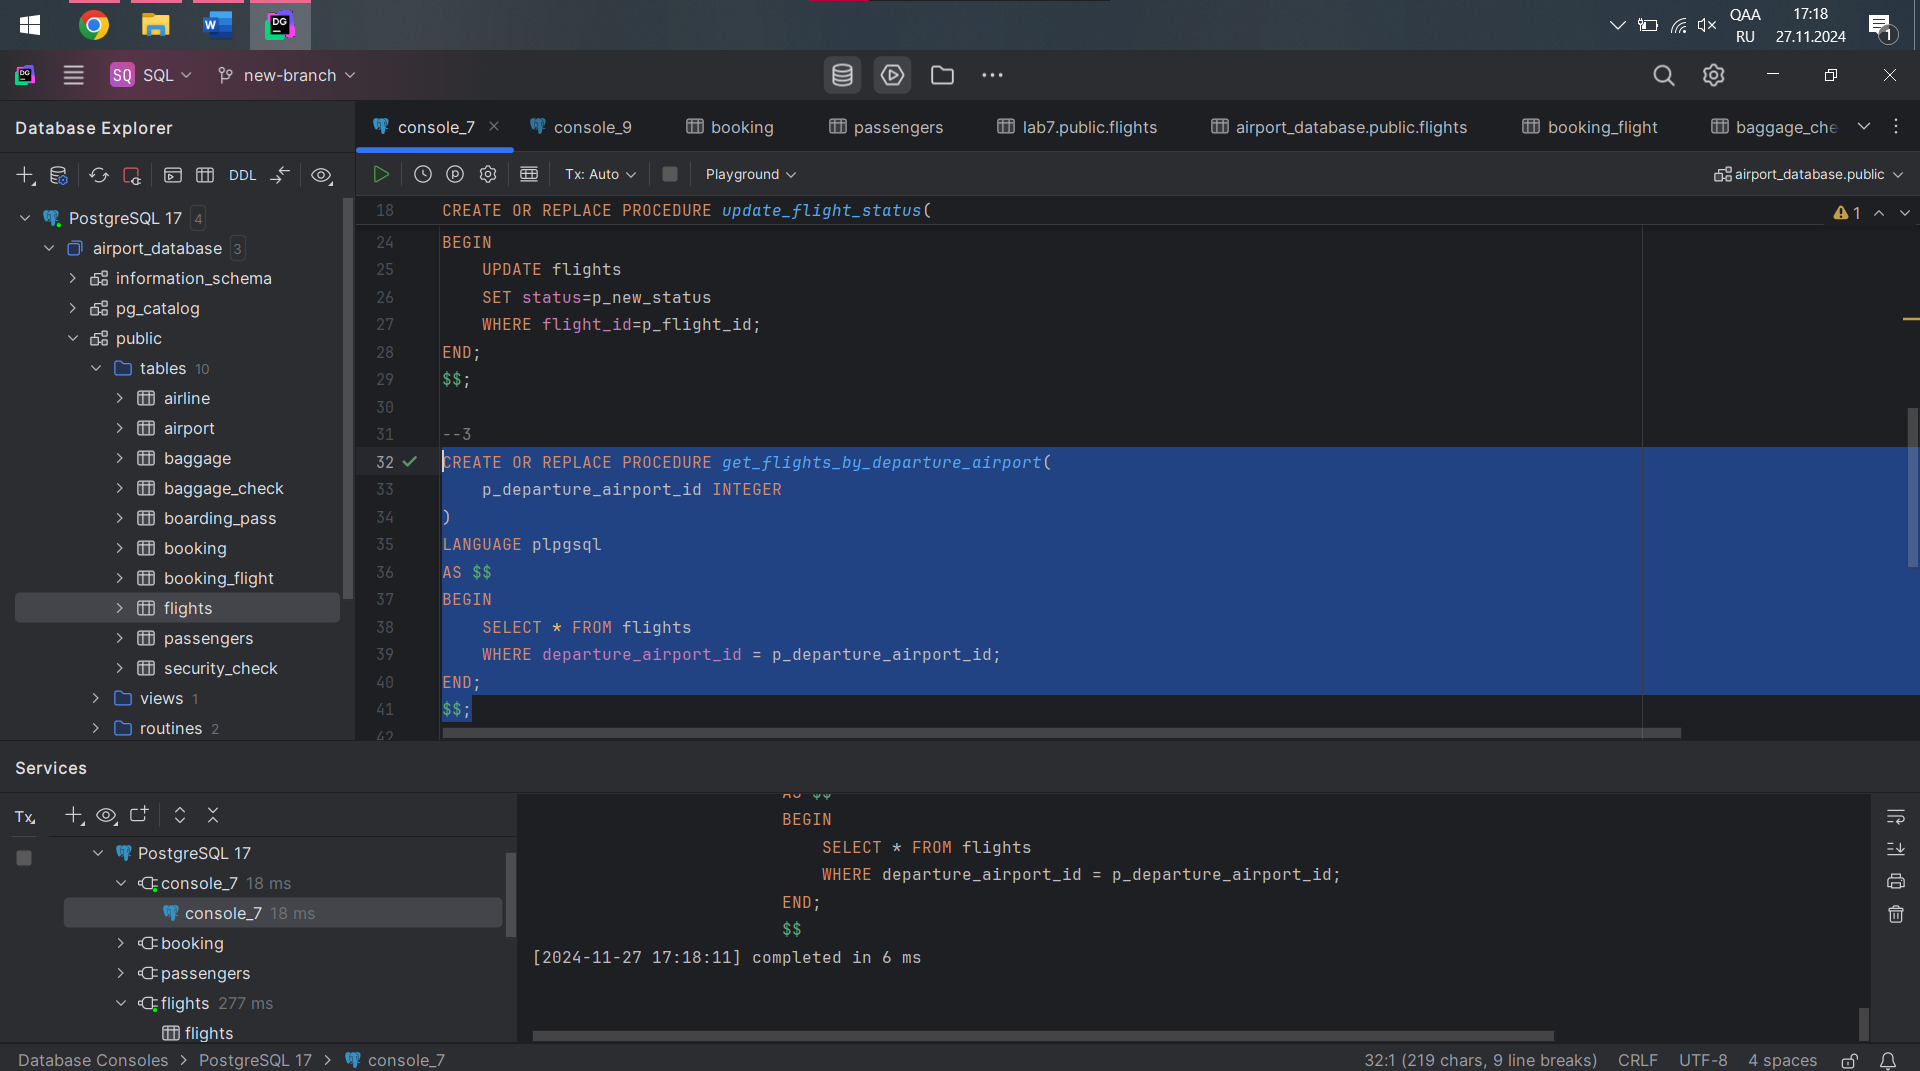 QAA
RU
17:18
27.11.2024
1
SQ SQL
new-branch
Database Explorer
DDL
PostgreSQL 17 4
airport_database 3
information_schema
pg_catalog
public
tables 10
airline
airport
baggage
baggage_check
boarding_pass
booking
booking_flight
flights
passengers
security_check
views 1
routines 2
console_7
console_9
booking
passengers
lab7.public.flights
airport_database.public.flights
booking_flight
baggage_che
Tx: Auto
Playground
airport_database.public
1
18 CREATE OR REPLACE PROCEDURE update_flight_status(
24 BEGIN
25 UPDATE flights
26 SET status=p_new_status
27 WHERE flight_id=p_flight_id;
28 END;
29 $$;
30
31 --3
32 CREATE OR REPLACE PROCEDURE get_flights_by_departure_airport(
33 p_departure_airport_id INTEGER
34 )
35 LANGUAGE plpgsql
36 AS $$
37 BEGIN
38 SELECT * FROM flights
39 WHERE departure_airport_id = p_departure_airport_id;
40 END;
41 $$;
42
Services
Tx
PostgreSQL 17
console_7 18 ms
console_7 18 ms
booking
passengers
flights 277 ms
flights
AS $$
BEGIN
SELECT * FROM flights
WHERE departure_airport_id = p_departure_airport_id;
END;
$$
[2024-11-27 17:18:11] completed in 6 ms
Database Consoles > PostgreSQL 17 > console_7
32:1 (219 chars, 9 line breaks) CRLF UTF-8 4 spaces